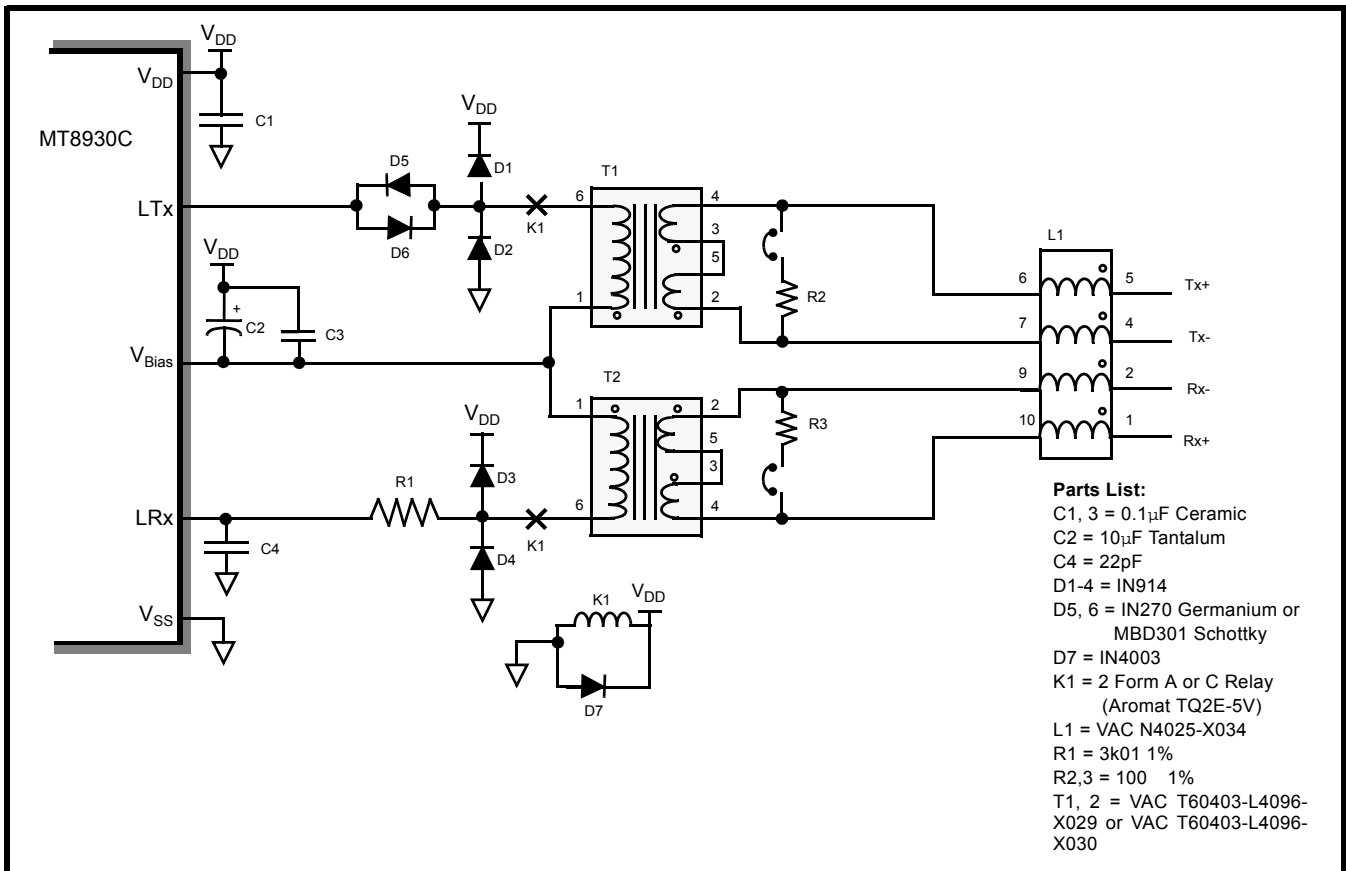 VDD
VDD
C1
MT8930C
VDD
D5
D1
T1
LTx
6
4
K1
3
D6
D2
5
VDD
1
2
R2
+
C2
C3
VBias
L1
6
5
Tx+
7
4
Tx-
9
2
Rx-
10
1
Rx+
T2
VDD
1
2
R3
5
R1
D3
3
LRx
6
4
K1
C4
D4
VSS
K1
VDD
D7
Parts List:
C1, 3 = 0.1μF Ceramic
C2 = 10μF Tantalum
C4 = 22pF
D1-4 = IN914
D5, 6 = IN270 Germanium or
MBD301 Schottky
D7 = IN4003
K1 = 2 Form A or C Relay
(Aromat TQ2E-5V)
L1 = VAC N4025-X034
R1 = 3k01 1%
R2,3 = 100 1%
T1, 2 = VAC T60403-L4096-
X029 or VAC T60403-L4096-
X030